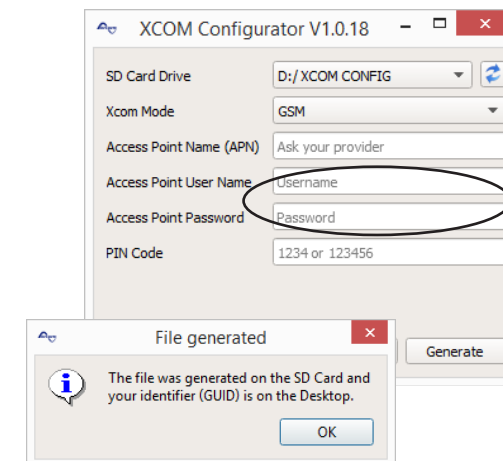 XCOM Configurator V1.0.18
SD Card Drive D:/ XCOM CONFIG
Xcom Mode GSM
Access Point Name (APN) Ask your provider
Access Point User Name Username
Access Point Password Password
PIN Code 1234 or 123456
Generate
File generated
The file was generated on the SD Card and
your identifier (GUID) is on the Desktop.
OK